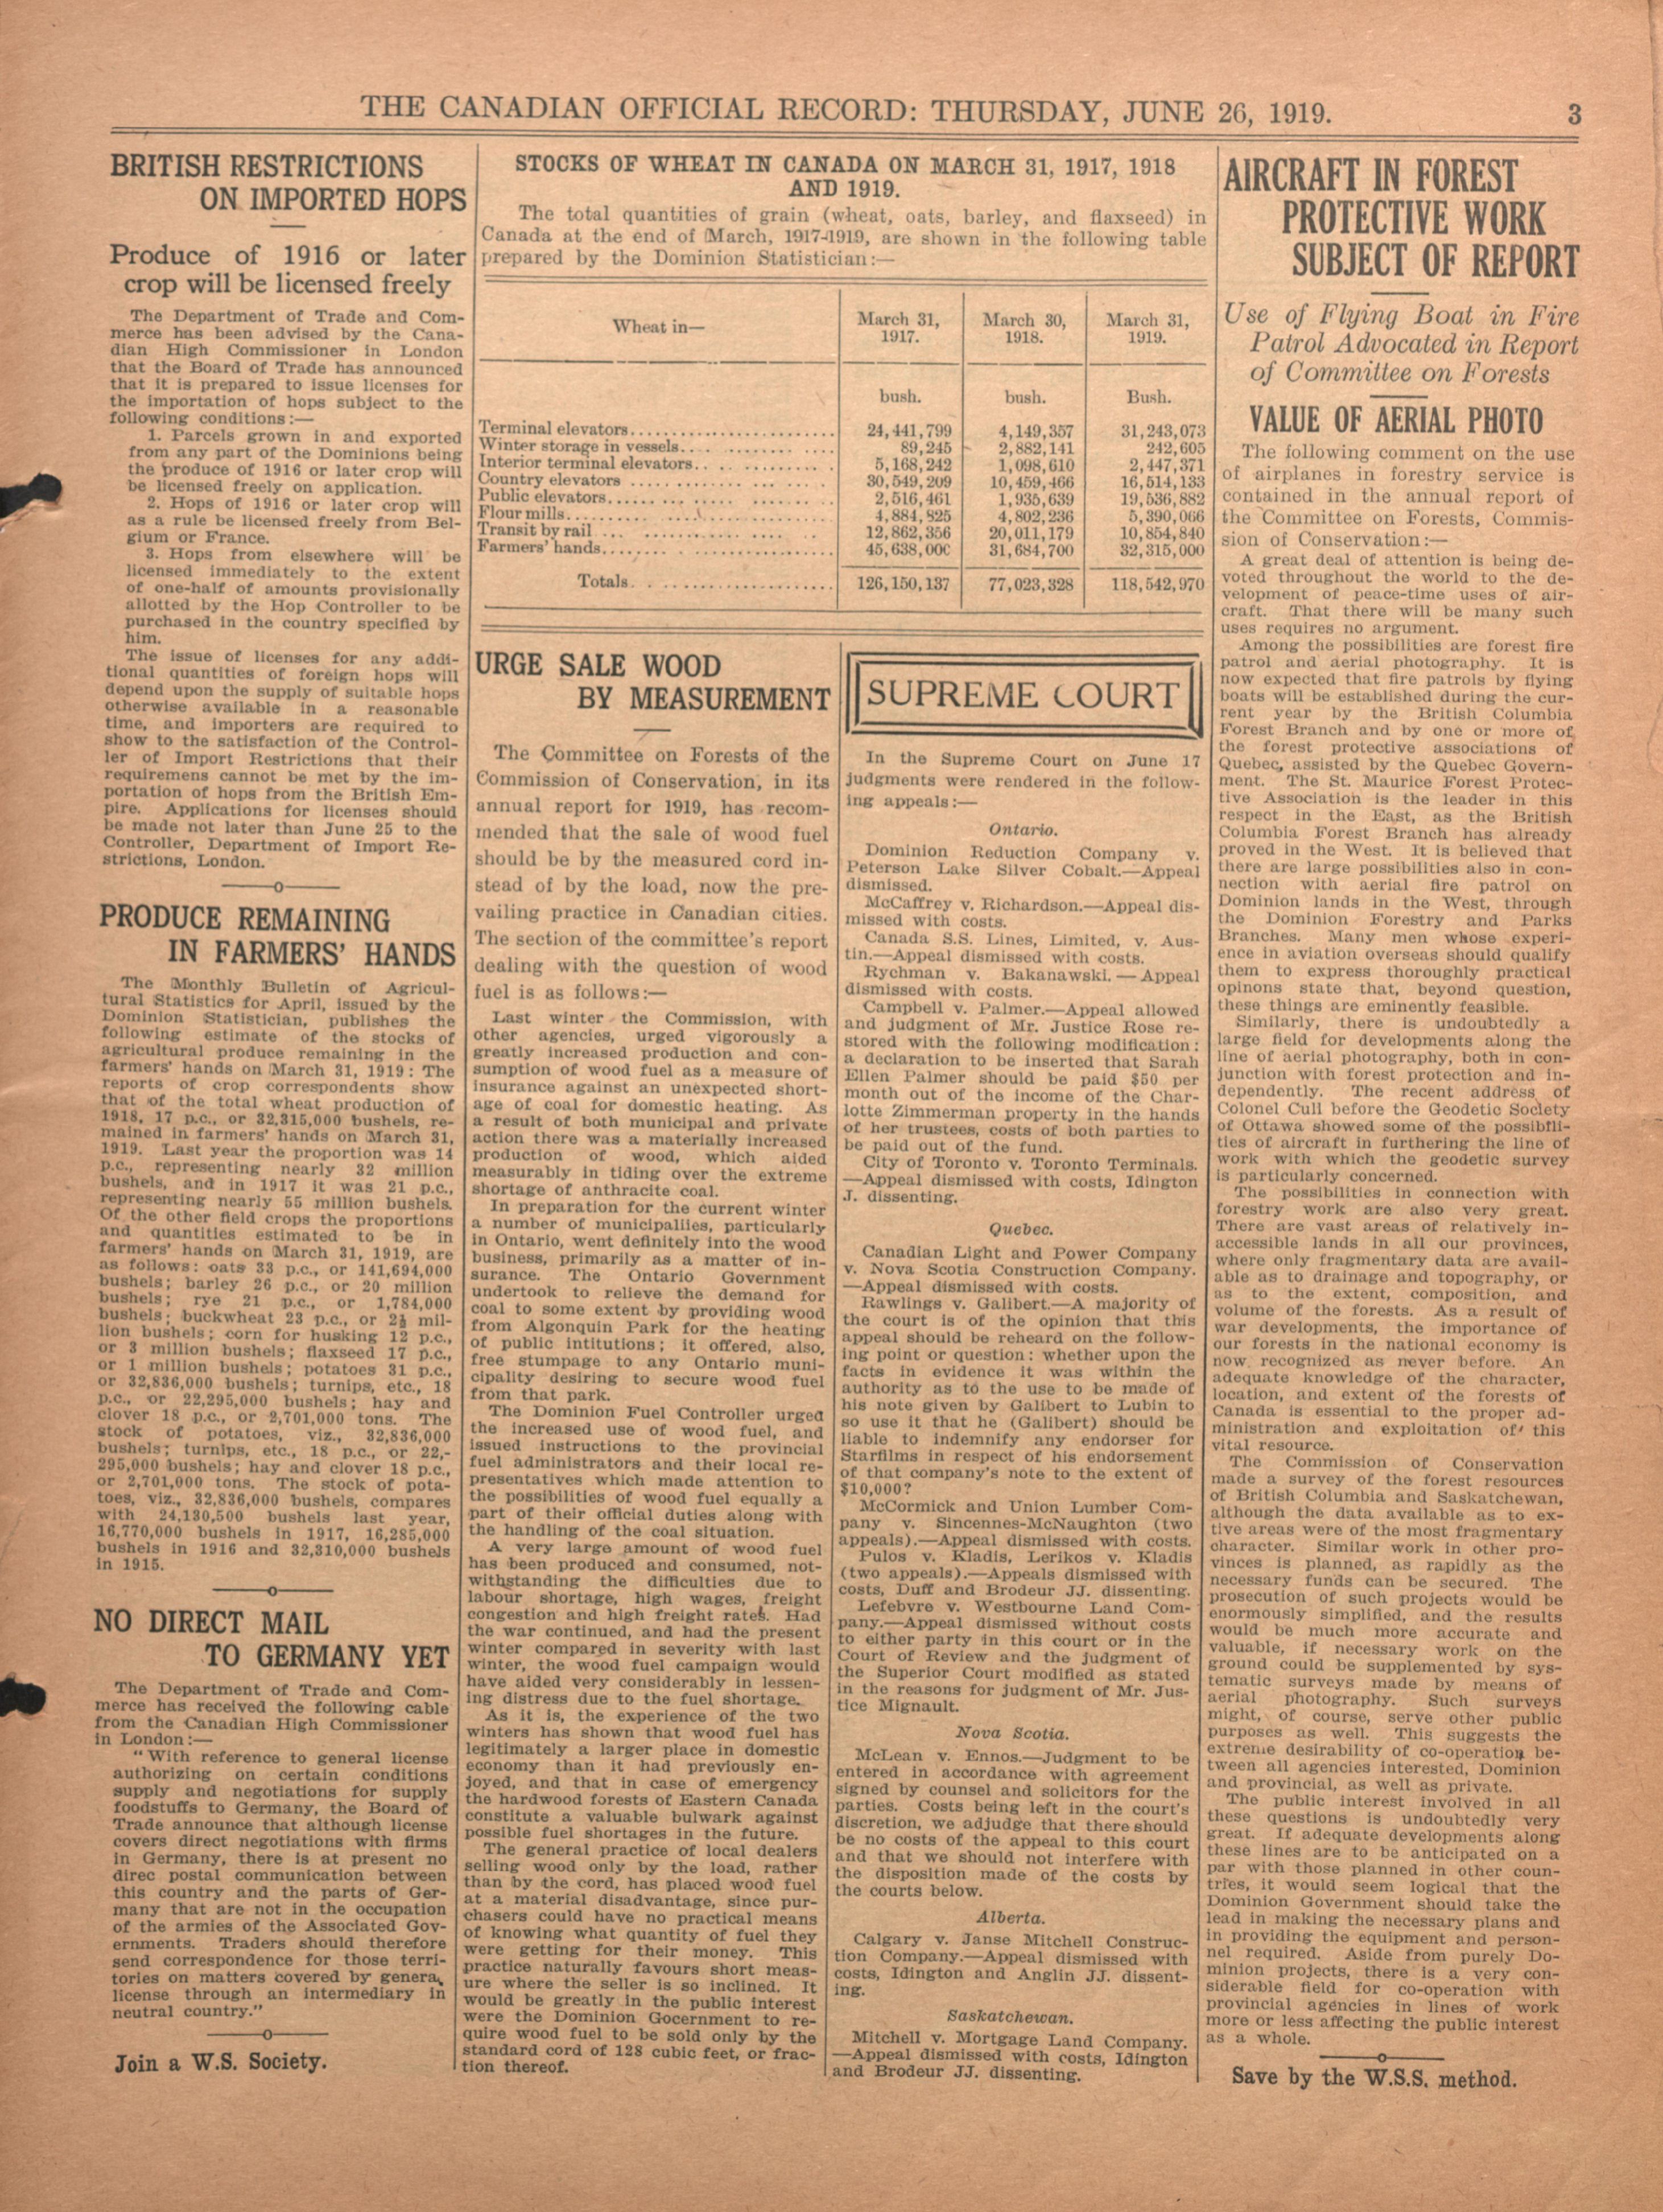 THE CANADIAN OFFICIAL RECORD: THURSDAY, JUNE 26, 1919.
3
BRITISH RESTRICTIONS
ON IMPORTED HOPS
Produce of 1916 or later
crop will be licensed freely
The Department of Trade and Com-
merce has been advised by the Cana-
dian High Commissioner in London
that the Board of Trade has announced
that it is prepared to issue licenses for
the importation of hops subject to the
following conditions:—
1. Parcels grown in and exported
from any part of the Dominions being
the produce of 1916 or later crop will
be licensed freely on application.
2. Hops of 1916 or later crop will
as a rule be licensed freely from Bel-
gium or France.
3. Hops from elsewhere will be
licensed immediately to the extent
of one-half of amounts provisionally
allotted by the Hop Controller to be
purchased in the country specified by
him.
The issue of licenses for any addi-
tional quantities of foreign hops will
depend upon the supply of suitable hops
otherwise available in a reasonable
time, and importers are required to
show to the satisfaction of the Control-
ler of Import Restrictions that their
requiremens cannot be met by the im-
portation of hops from the British Em-
pire. Applications for licenses should
be made not later than June 25 to the
Controller, Department of Import Re-
strictions, London.
PRODUCE REMAINING
IN FARMERS' HANDS
The Monthly Bulletin of Agricul-
tural Statistics for April, issued by the
Dominion Statistician, publishes the
following estimate of the stocks of
agricultural produce remaining in the
farmers' hands on March 31, 1919: The
reports of crop correspondents show
that of the total wheat production of
1918, 17 p.c., or 32,315,000 bushels, re-
mained in farmers' hands on March 31,
1919. Last year the proportion was 14
p.c., representing nearly 32 million
bushels, and in 1917 it was 21 p.c.,
representing nearly 55 million bushels.
Of the other field crops the proportions
and quantities estimated to be in
farmers' hands on March 31, 1919, are
as follows: oats 33 p.c., or 141,694,000
bushels; barley 26 p.c., or 20 million
bushels; rye 21 p.c., or 1,784,000
bushels; buckwheat 23 p.c., or 2½ mil-
lion bushels; corn for husking 12 p.c.,
or 3 million bushels; flaxseed 17 p.c.,
or 1 million bushels; potatoes 31 p.c.,
or 32,836,000 bushels; turnips, etc., 18
p.c., or 22,295,000 bushels; hay and
clover 18 p.c., or 2,701,000 tons. The
stock of potatoes, viz., 32,836,000
bushels; turnips, etc., 18 p.c., or 22,-
295,000 bushels; hay and clover 18 p.c.,
or 2,701,000 tons. The stock of pota-
toes, viz., 32,836,000 bushels, compares
with 24,130,500 bushels last year,
16,770,000 bushels in 1917, 16,285,000
bushels in 1916 and 32,310,000 bushels
in 1915.
NO DIRECT MAIL
TO GERMANY YET
The Department of Trade and Com-
merce has received the following cable
from the Canadian High Commissioner
in London:—
"With reference to general license
authorizing on certain conditions
supply and negotiations for supply
foodstuffs to Germany, the Board of
Trade announce that although license
covers direct negotiations with firms
in Germany, there is at present no
direc postal communication between
this country and the parts of Ger-
many that are not in the occupation
of the armies of the Associated Gov-
ernments. Traders should therefore
send correspondence for those terri-
tories on matters covered by genera,
license through an intermediary in
neutral country."
Join a W.S. Society.
STOCKS OF WHEAT IN CANADA ON MARCH 31, 1917, 1918
AND 1919.
The total quantities of grain (wheat, oats, barley, and flaxseed) in
Canada at the end of March, 1917-1919, are shown in the following table
prepared by the Dominion Statistician:—
Wheat in— March 31, 1917. March 30, 1918. March 31, 1919.
bush. bush. Bush.
Terminal elevators 24,441,799 4,149,357 31,243,073
Winter storage in vessels 89,245 2,882,141 242,605
Interior terminal elevators 5,168,242 1,098,610 2,447,371
Country elevators 30,549,209 10,459,466 16,514,133
Public elevators 2,516,461 1,935,639 19,536,882
Flour mills 4,884,825 4,802,236 5,390,066
Transit by rail 12,862,356 20,011,179 10,854,840
Farmers' hands 45,638,000 31,684,700 32,315,000
Totals 126,150,137 77,023,328 118,542,970
URGE SALE WOOD
BY MEASUREMENT
The Committee on Forests of the
Commission of Conservation, in its
annual report for 1919, has recom-
mended that the sale of wood fuel
should be by the measured cord in-
stead of by the load, now the pre-
vailing practice in Canadian cities.
The section of the committee's report
dealing with the question of wood
fuel is as follows:—
Last winter the Commission, with
other agencies, urged vigorously a
greatly increased production and con-
sumption of wood fuel as a measure of
insurance against an unexpected short-
age of coal for domestic heating. As
a result of both municipal and private
action there was a materially increased
production of wood, which aided
measurably in tiding over the extreme
shortage of anthracite coal.
In preparation for the current winter
a number of municipaliies, particularly
in Ontario, went definitely into the wood
business, primarily as a matter of in-
surance. The Ontario Government
undertook to relieve the demand for
coal to some extent by providing wood
from Algonquin Park for the heating
of public intitutions; it offered, also,
free stumpage to any Ontario muni-
cipality desiring to secure wood fuel
from that park.
The Dominion Fuel Controller urged
the increased use of wood fuel, and
issued instructions to the provincial
fuel administrators and their local re-
presentatives which made attention to
the possibilities of wood fuel equally a
part of their official duties along with
the handling of the coal situation.
A very large amount of wood fuel
has been produced and consumed, not-
withstanding the difficulties due to
labour shortage, high wages, freight
congestion and high freight rates. Had
the war continued, and had the present
winter compared in severity with last
winter, the wood fuel campaign would
have aided very considerably in lessen-
ing distress due to the fuel shortage.
As it is, the experience of the two
winters has shown that wood fuel has
legitimately a larger place in domestic
economy than it had previously en-
joyed, and that in case of emergency
the hardwood forests of Eastern Canada
constitute a valuable bulwark against
possible fuel shortages in the future.
The general practice of local dealers
selling wood only by the load, rather
than by the cord, has placed wood fuel
at a material disadvantage, since pur-
chasers could have no practical means
of knowing what quantity of fuel they
were getting for their money. This
practice naturally favours short meas-
ure where the seller is so inclined. It
would be greatly in the public interest
were the Dominion Gocernment to re-
quire wood fuel to be sold only by the
standard cord of 128 cubic feet, or frac-
tion thereof.
SUPREME COURT
In the Supreme Court on June 17
judgments were rendered in the follow-
ing appeals:—
Ontario.
Dominion Reduction Company v.
Peterson Lake Silver Cobalt.—Appeal
dismissed.
McCaffrey v. Richardson.—Appeal dis-
missed with costs.
Canada S.S. Lines, Limited, v. Aus-
tin.—Appeal dismissed with costs.
Rychman v. Bakanawski.—Appeal
dismissed with costs.
Campbell v. Palmer.—Appeal allowed
and judgment of Mr. Justice Rose re-
stored with the following modification:
a declaration to be inserted that Sarah
Ellen Palmer should be paid $50 per
month out of the income of the Char-
lotte Zimmerman property in the hands
of her trustees, costs of both parties to
be paid out of the fund.
City of Toronto v. Toronto Terminals.
—Appeal dismissed with costs, Idington
J. dissenting.
Quebec.
Canadian Light and Power Company
v. Nova Scotia Construction Company.
—Appeal dismissed with costs.
Rawlings v. Galibert.—A majority of
the court is of the opinion that this
appeal should be reheard on the follow-
ing point or question: whether upon the
facts in evidence it was within the
authority as to the use to be made of
his note given by Galibert to Lubin to
so use it that he (Galibert) should be
liable to indemnify any endorser for
Starfilms in respect of his endorsement
of that company's note to the extent of
$10,000?
McCormick and Union Lumber Com-
pany v. Sincennes-McNaughton (two
appeals).—Appeal dismissed with costs.
Pulos v. Kladis, Lerikos v. Kladis
(two appeals).—Appeals dismissed with
costs, Duff and Brodeur JJ. dissenting.
Lefebvre v. Westbourne Land Com-
pany.—Appeal dismissed without costs
to either party in this court or in the
Court of Review and the judgment of
the Superior Court modified as stated
in the reasons for judgment of Mr. Jus-
tice Mignault.
Nova Scotia.
McLean v. Ennos.—Judgment to be
entered in accordance with agreement
signed by counsel and solicitors for the
parties. Costs being left in the court's
discretion, we adjudge that there should
be no costs of the appeal to this court
and that we should not interfere with
the disposition made of the costs by
the courts below.
Alberta.
Calgary v. Janse Mitchell Construc-
tion Company.—Appeal dismissed with
costs, Idington and Anglin JJ. dissent-
ing.
Saskatchewan.
Mitchell v. Mortgage Land Company.
—Appeal dismissed with costs, Idington
and Brodeur JJ. dissenting.
AIRCRAFT IN FOREST
PROTECTIVE WORK
SUBJECT OF REPORT
Use of Flying Boat in Fire
Patrol Advocated in Report
of Committee on Forests
VALUE OF AERIAL PHOTO
The following comment on the use
of airplanes in forestry service is
contained in the annual report of
the Committee on Forests, Commis-
sion of Conservation:—
A great deal of attention is being de-
voted throughout the world to the de-
velopment of peace-time uses of air-
craft. That there will be many such
uses requires no argument.
Among the possibilities are forest fire
patrol and aerial photography. It is
now expected that fire patrols by flying
boats will be established during the cur-
rent year by the British Columbia
Forest Branch and by one or more of
the forest protective associations of
Quebec, assisted by the Quebec Govern-
ment. The St. Maurice Forest Protec-
tive Association is the leader in this
respect in the East, as the British
Columbia Forest Branch has already
proved in the West. It is believed that
there are large possibilities also in con-
nection with aerial fire patrol on
Dominion lands in the West, through
the Dominion Forestry and Parks
Branches. Many men whose experi-
ence in aviation overseas should qualify
them to express thoroughly practical
opinons state that, beyond question,
these things are eminently feasible.
Similarly, there is undoubtedly a
large field for developments along the
line of aerial photography, both in con-
junction with forest protection and in-
dependently. The recent address of
Colonel Cull before the Geodetic Society
of Ottawa showed some of the possibili-
ties of aircraft in furthering the line of
work with which the geodetic survey
is particularly concerned.
The possibilities in connection with
forestry work are also very great.
There are vast areas of relatively in-
accessible lands in all our provinces,
where only fragmentary data are avail-
able as to drainage and topography, or
as to the extent, composition, and
volume of the forests. As a result of
war developments, the importance of
our forests in the national economy is
now recognized as never before. An
adequate knowledge of the character,
location, and extent of the forests of
Canada is essential to the proper ad-
ministration and exploitation of this
vital resource.
The Commission of Conservation
made a survey of the forest resources
of British Columbia and Saskatchewan,
although the data available as to ex-
tive areas were of the most fragmentary
character. Similar work in other pro-
vinces is planned, as rapidly as the
necessary funds can be secured. The
prosecution of such projects would be
enormously simplified, and the results
would be much more accurate and
valuable, if necessary work on the
ground could be supplemented by sys-
tematic surveys made by means of
aerial photography. Such surveys
might, of course, serve other public
purposes as well. This suggests the
extreme desirability of co-operation be-
tween all agencies interested, Dominion
and provincial, as well as private.
The public interest involved in all
these questions is undoubtedly very
great. If adequate developments along
these lines are to be anticipated on a
par with those planned in other coun-
tries, it would seem logical that the
Dominion Government should take the
lead in making the necessary plans and
in providing the equipment and person-
nel required. Aside from purely Do-
minion projects, there is a very con-
siderable field for co-operation with
provincial agencies in lines of work
more or less affecting the public interest
as a whole.
Save by the W.S.S. method.